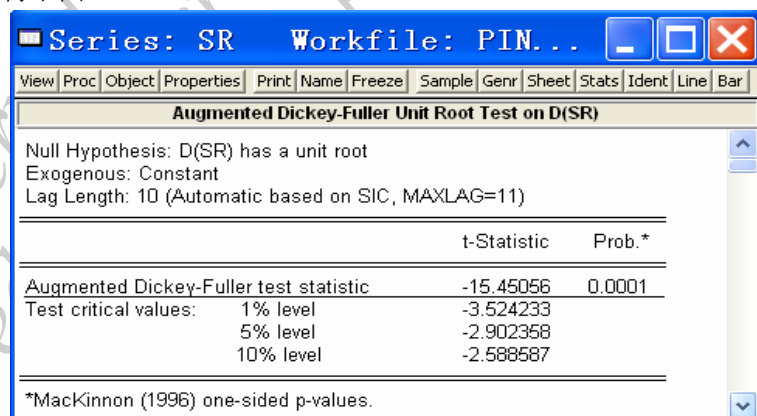 Series: SR Workfile: PIN...
View Proc Object Properties Print Name Freeze Sample Genr Sheet Stats Ident Line Bar
Augmented Dickey-Fuller Unit Root Test on D(SR)
Null Hypothesis: D(SR) has a unit root
Exogenous: Constant
Lag Length: 10 (Automatic based on SIC, MAXLAG=11)
t-Statistic Prob.*
Augmented Dickey-Fuller test statistic -15.45056 0.0001
Test critical values: 1% level -3.524233
5% level -2.902358
10% level -2.588587
*MacKinnon (1996) one-sided p-values.